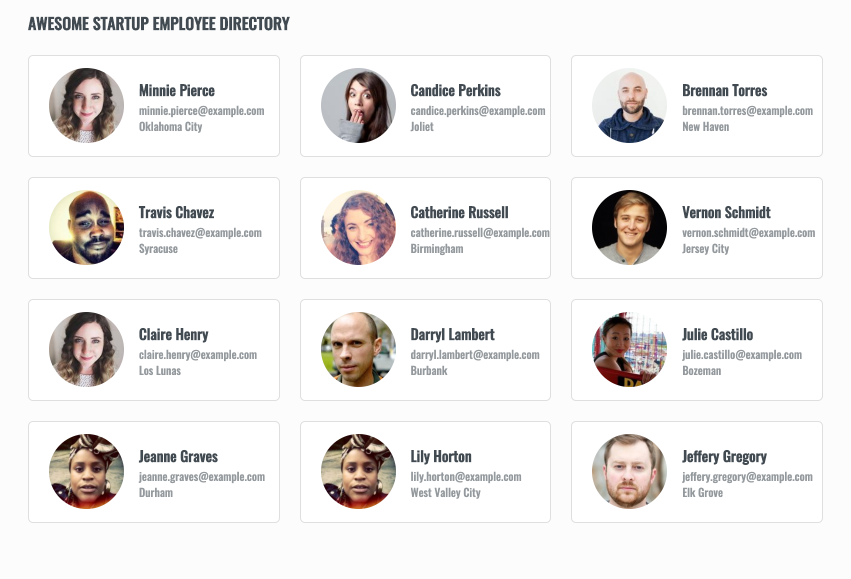 AWESOME STARTUP EMPLOYEE DIRECTORY
Minnie Pierce
minnie.pierce@example.com
Oklahoma City
Candice Perkins
candice.perkins@example.com
Joliet
Brennan Torres
brennan.torres@example.com
New Haven
Travis Chavez
travis.chavez@example.com
Syracuse
Catherine Russell
catherine.russell@example.com
Birmingham
Vernon Schmidt
vernon.schmidt@example.com
Jersey City
Claire Henry
claire.henry@example.com
Los Lunas
Darryl Lambert
darryl.lambert@example.com
Burbank
Julie Castillo
julie.castillo@example.com
Bozeman
Jeanne Graves
jeanne.graves@example.com
Durham
Lily Horton
lily.horton@example.com
West Valley City
Jeffery Gregory
jeffery.gregory@example.com
Elk Grove